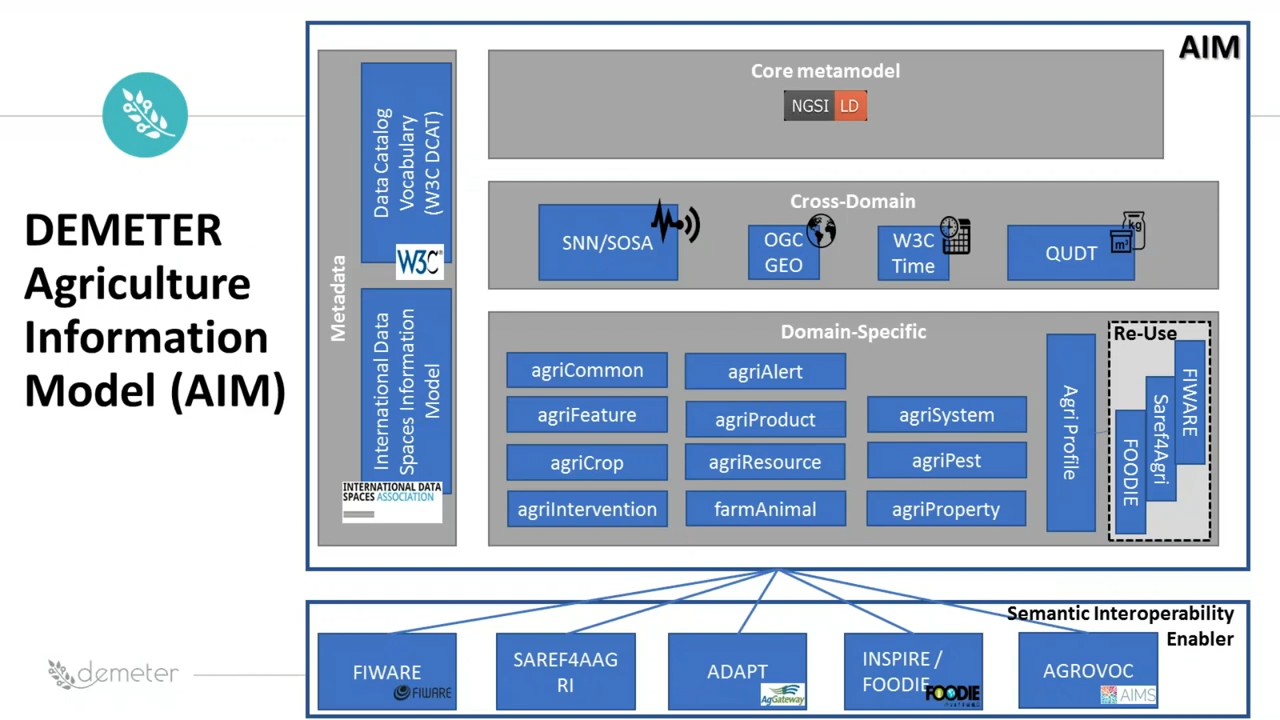 DEMETER
Agriculture
Information
Model (AIM)
demeter
AIM
Metadata
Data Catalog
Vocabulary
(W3C DCAT)
W3C
International Data
Spaces Information
Model
INTERNATIONAL DATA
SPACES ASSOCIATION
Core metamodel
NGSI LD
Cross-Domain
SNN/SOSA
OGC
GEO
W3C
Time
QUDT
kg
m³
Domain-Specific
agriCommon
agriFeature
agriCrop
agriIntervention
agriAlert
agriProduct
agriResource
farmAnimal
agriSystem
agriPest
agriProperty
Agri Profile
Re-Use
FOODIE
Saref4Agri
FIWARE
Semantic Interoperability
Enabler
FIWARE
FIWARE
SAREF4AAG
RI
ADAPT
AgGateway
INSPIRE /
FOODIE
FOODIE
AGROVOC
AIMS